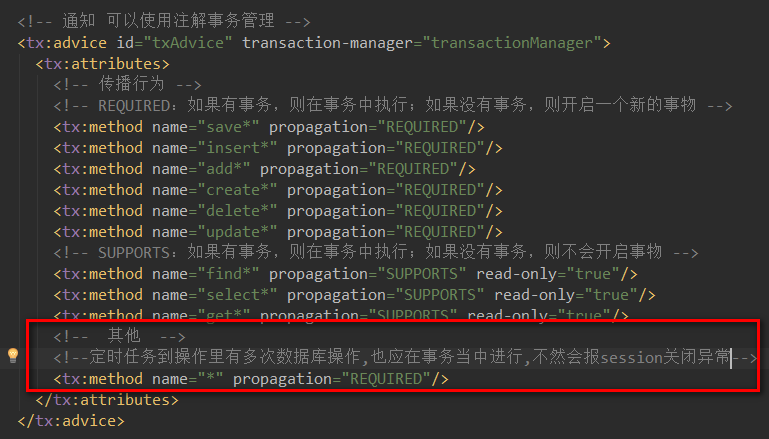 <!-- 通知 可以使用注解事务管理 -->
<tx:advice id="txAdvice" transaction-manager="transactionManager">
<tx:attributes>
<!-- 传播行为 -->
<!-- REQUIRED：如果有事务，则在事务中执行；如果没有事务，则开启一个新的事物 -->
<tx:method name="save*" propagation="REQUIRED"/>
<tx:method name="insert*" propagation="REQUIRED"/>
<tx:method name="add*" propagation="REQUIRED"/>
<tx:method name="create*" propagation="REQUIRED"/>
<tx:method name="delete*" propagation="REQUIRED"/>
<tx:method name="update*" propagation="REQUIRED"/>
<!-- SUPPORTS：如果有事务，则在事务中执行；如果没有事务，则不会开启事物 -->
<tx:method name="find*" propagation="SUPPORTS" read-only="true"/>
<tx:method name="select*" propagation="SUPPORTS" read-only="true"/>
<tx:method name="get*" propagation="SUPPORTS" read-only="true"/>
<!-- 其他 -->
<!--定时任务到操作里有多次数据库操作,也应在事务当中进行,不然会报session关闭异常-->
<tx:method name="*" propagation="REQUIRED"/>
</tx:attributes>
</tx:advice>